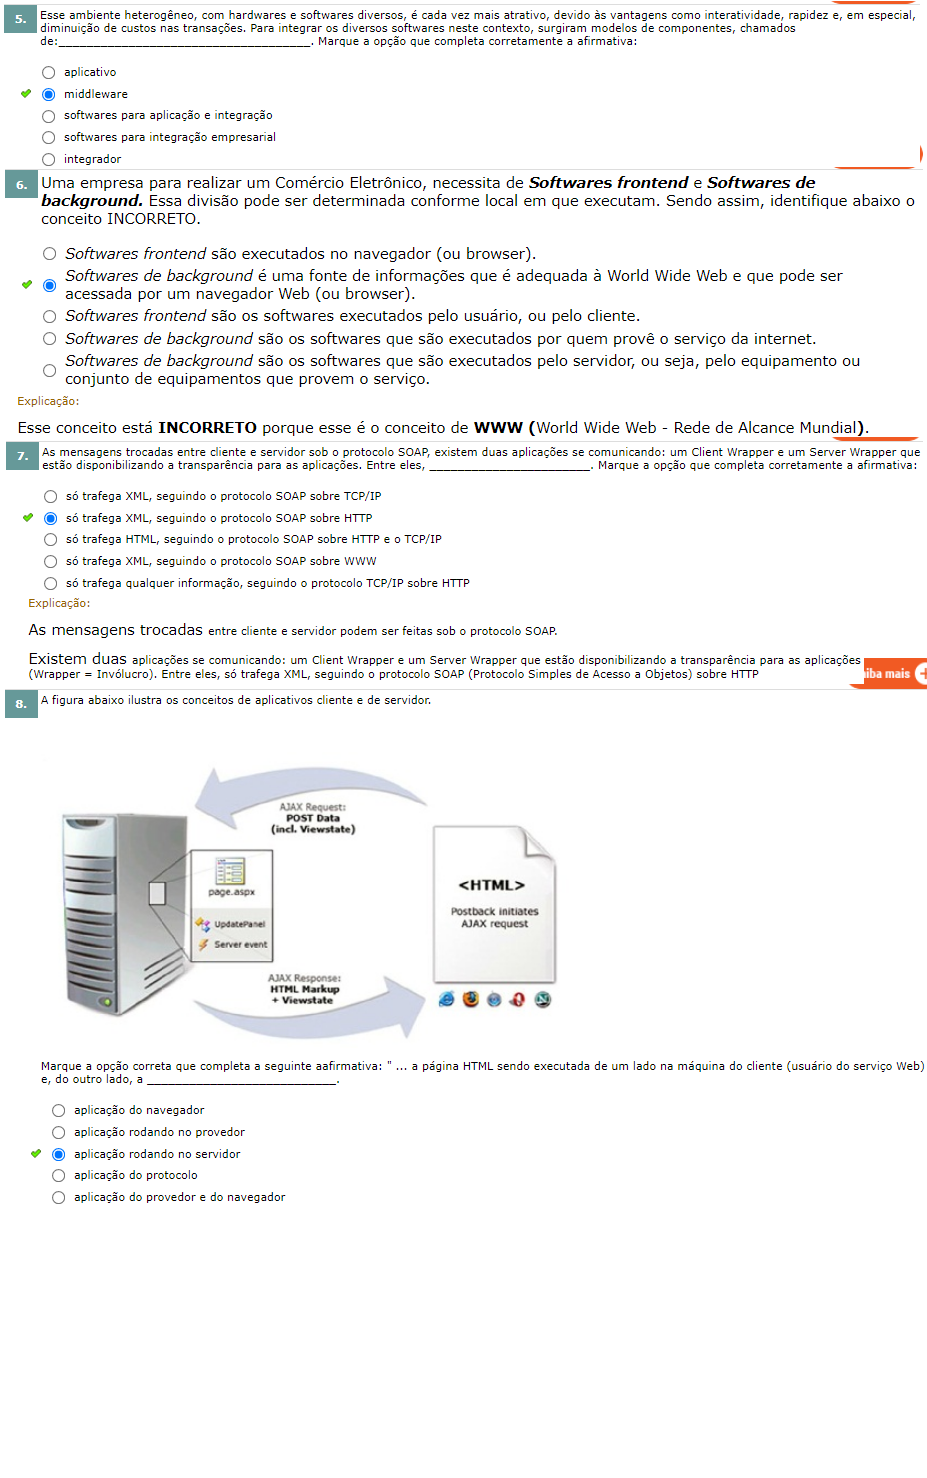 5.
Esse ambiente heterogêneo, com hardwares e softwares diversos, é cada vez mais atrativo, devido às vantagens como interatividade, rapidez e, em especial,
diminuição de custos nas transações. Para integrar os diversos softwares neste contexto, surgiram modelos de componentes, chamados
de:____________________________________. Marque a opção que completa corretamente a afirmativa:
aplicativo
middleware
softwares para aplicação e integração
softwares para integração empresarial
integrador
6.
Uma empresa para realizar um Comércio Eletrônico, necessita de Softwares frontend e Softwares de
background. Essa divisão pode ser determinada conforme local em que executam. Sendo assim, identifique abaixo o
conceito INCORRETO.
Softwares frontend são executados no navegador (ou browser).
Softwares de background é uma fonte de informações que é adequada à World Wide Web e que pode ser
acessada por um navegador Web (ou browser).
Softwares frontend são os softwares executados pelo usuário, ou pelo cliente.
Softwares de background são os softwares que são executados por quem provê o serviço da internet.
Softwares de background são os softwares que são executados pelo servidor, ou seja, pelo equipamento ou
conjunto de equipamentos que provem o serviço.
Explicação:
Esse conceito está INCORRETO porque esse é o conceito de WWW (World Wide Web - Rede de Alcance Mundial).
7.
As mensagens trocadas entre cliente e servidor sob o protocolo SOAP, existem duas aplicações se comunicando: um Client Wrapper e um Server Wrapper que
estão disponibilizando a transparência para as aplicações. Entre eles, _______________________. Marque a opção que completa corretamente a afirmativa:
só trafega XML, seguindo o protocolo SOAP sobre TCP/IP
só trafega XML, seguindo o protocolo SOAP sobre HTTP
só trafega HTML, seguindo o protocolo SOAP sobre HTTP e o TCP/IP
só trafega XML, seguindo o protocolo SOAP sobre WWW
só trafega qualquer informação, seguindo o protocolo TCP/IP sobre HTTP
Explicação:
As mensagens trocadas entre cliente e servidor podem ser feitas sob o protocolo SOAP.
Existem duas aplicações se comunicando: um Client Wrapper e um Server Wrapper que estão disponibilizando a transparência para as aplicações
(Wrapper = Invólucro). Entre eles, só trafega XML, seguindo o protocolo SOAP (Protocolo Simples de Acesso a Objetos) sobre HTTP
iba mais +
8.
A figura abaixo ilustra os conceitos de aplicativos cliente e de servidor.
AJAX Request:
POST Data
(incl. Viewstate)
page.aspx
UpdatePanel
Server event
AJAX Response:
HTML Markup
+ Viewstate
<HTML>
Postback initiates
AJAX request
Marque a opção correta que completa a seguinte aafirmativa: " ... a página HTML sendo executada de um lado na máquina do cliente (usuário do serviço Web)
e, do outro lado, a ___________________________.
aplicação do navegador
aplicação rodando no provedor
aplicação rodando no servidor
aplicação do protocolo
aplicação do provedor e do navegador